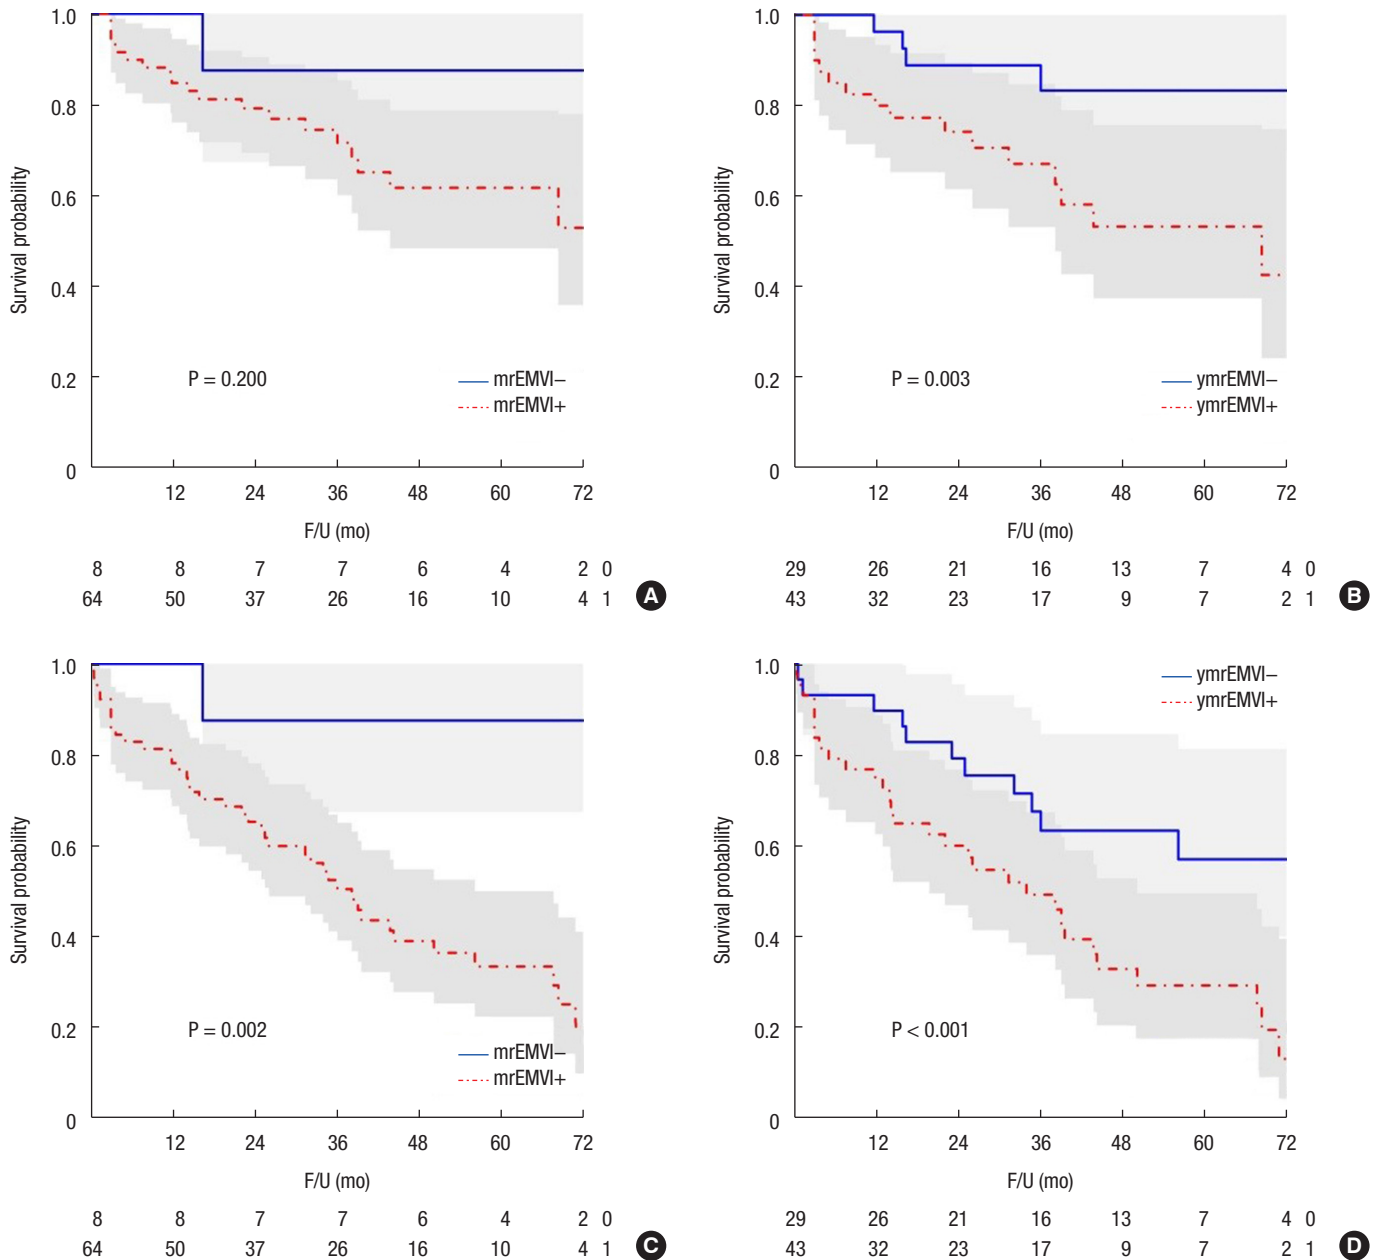 1.0
0.8
0.6
0.4
0.2
0
Survival probability
P = 0.200
mrEMVI–
mrEMVI+
12 24 36 48 60 72
F/U (mo)
8 8 7 7 6 4 2 0
64 50 37 26 16 10 4 1
A
1.0
0.8
0.6
0.4
0.2
0
Survival probability
P = 0.003
ymrEMVI–
ymrEMVI+
12 24 36 48 60 72
F/U (mo)
29 26 21 16 13 7 4 0
43 32 23 17 9 7 2 1
B
1.0
0.8
0.6
0.4
0.2
0
Survival probability
P = 0.002
mrEMVI–
mrEMVI+
12 24 36 48 60 72
F/U (mo)
8 8 7 7 6 4 2 0
64 50 37 26 16 10 4 1
C
1.0
0.8
0.6
0.4
0.2
0
Survival probability
ymrEMVI–
ymrEMVI+
P < 0.001
12 24 36 48 60 72
F/U (mo)
29 26 21 16 13 7 4 0
43 32 23 17 9 7 2 1
D